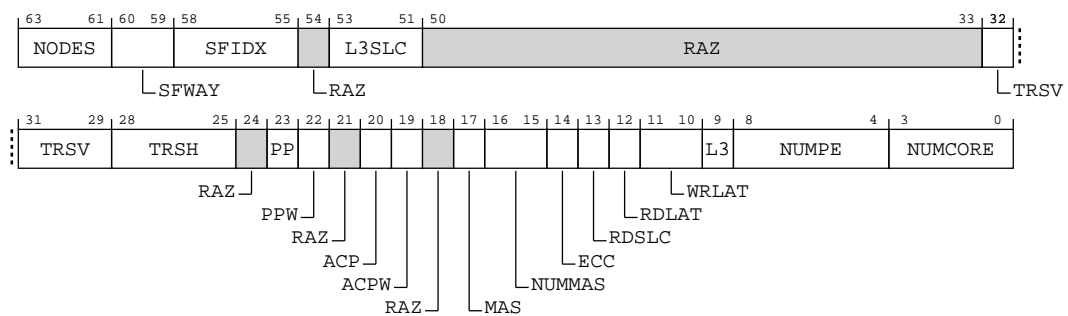 63 61 60 59 58 55 54 53 51 50 33 32
NODES SFIDX L3SLC RAZ
SFWAY RAZ TRSV
31 29 28 25 24 23 22 21 20 19 18 17 16 15 14 13 12 11 10 9 8 4 3 0
TRSV TRSH PP L3 NUMPE NUMCORE
RAZ WRLAT
PPW RDLAT
RAZ RDSLC
ACP ECC
ACPW NUMMAS
RAZ MAS